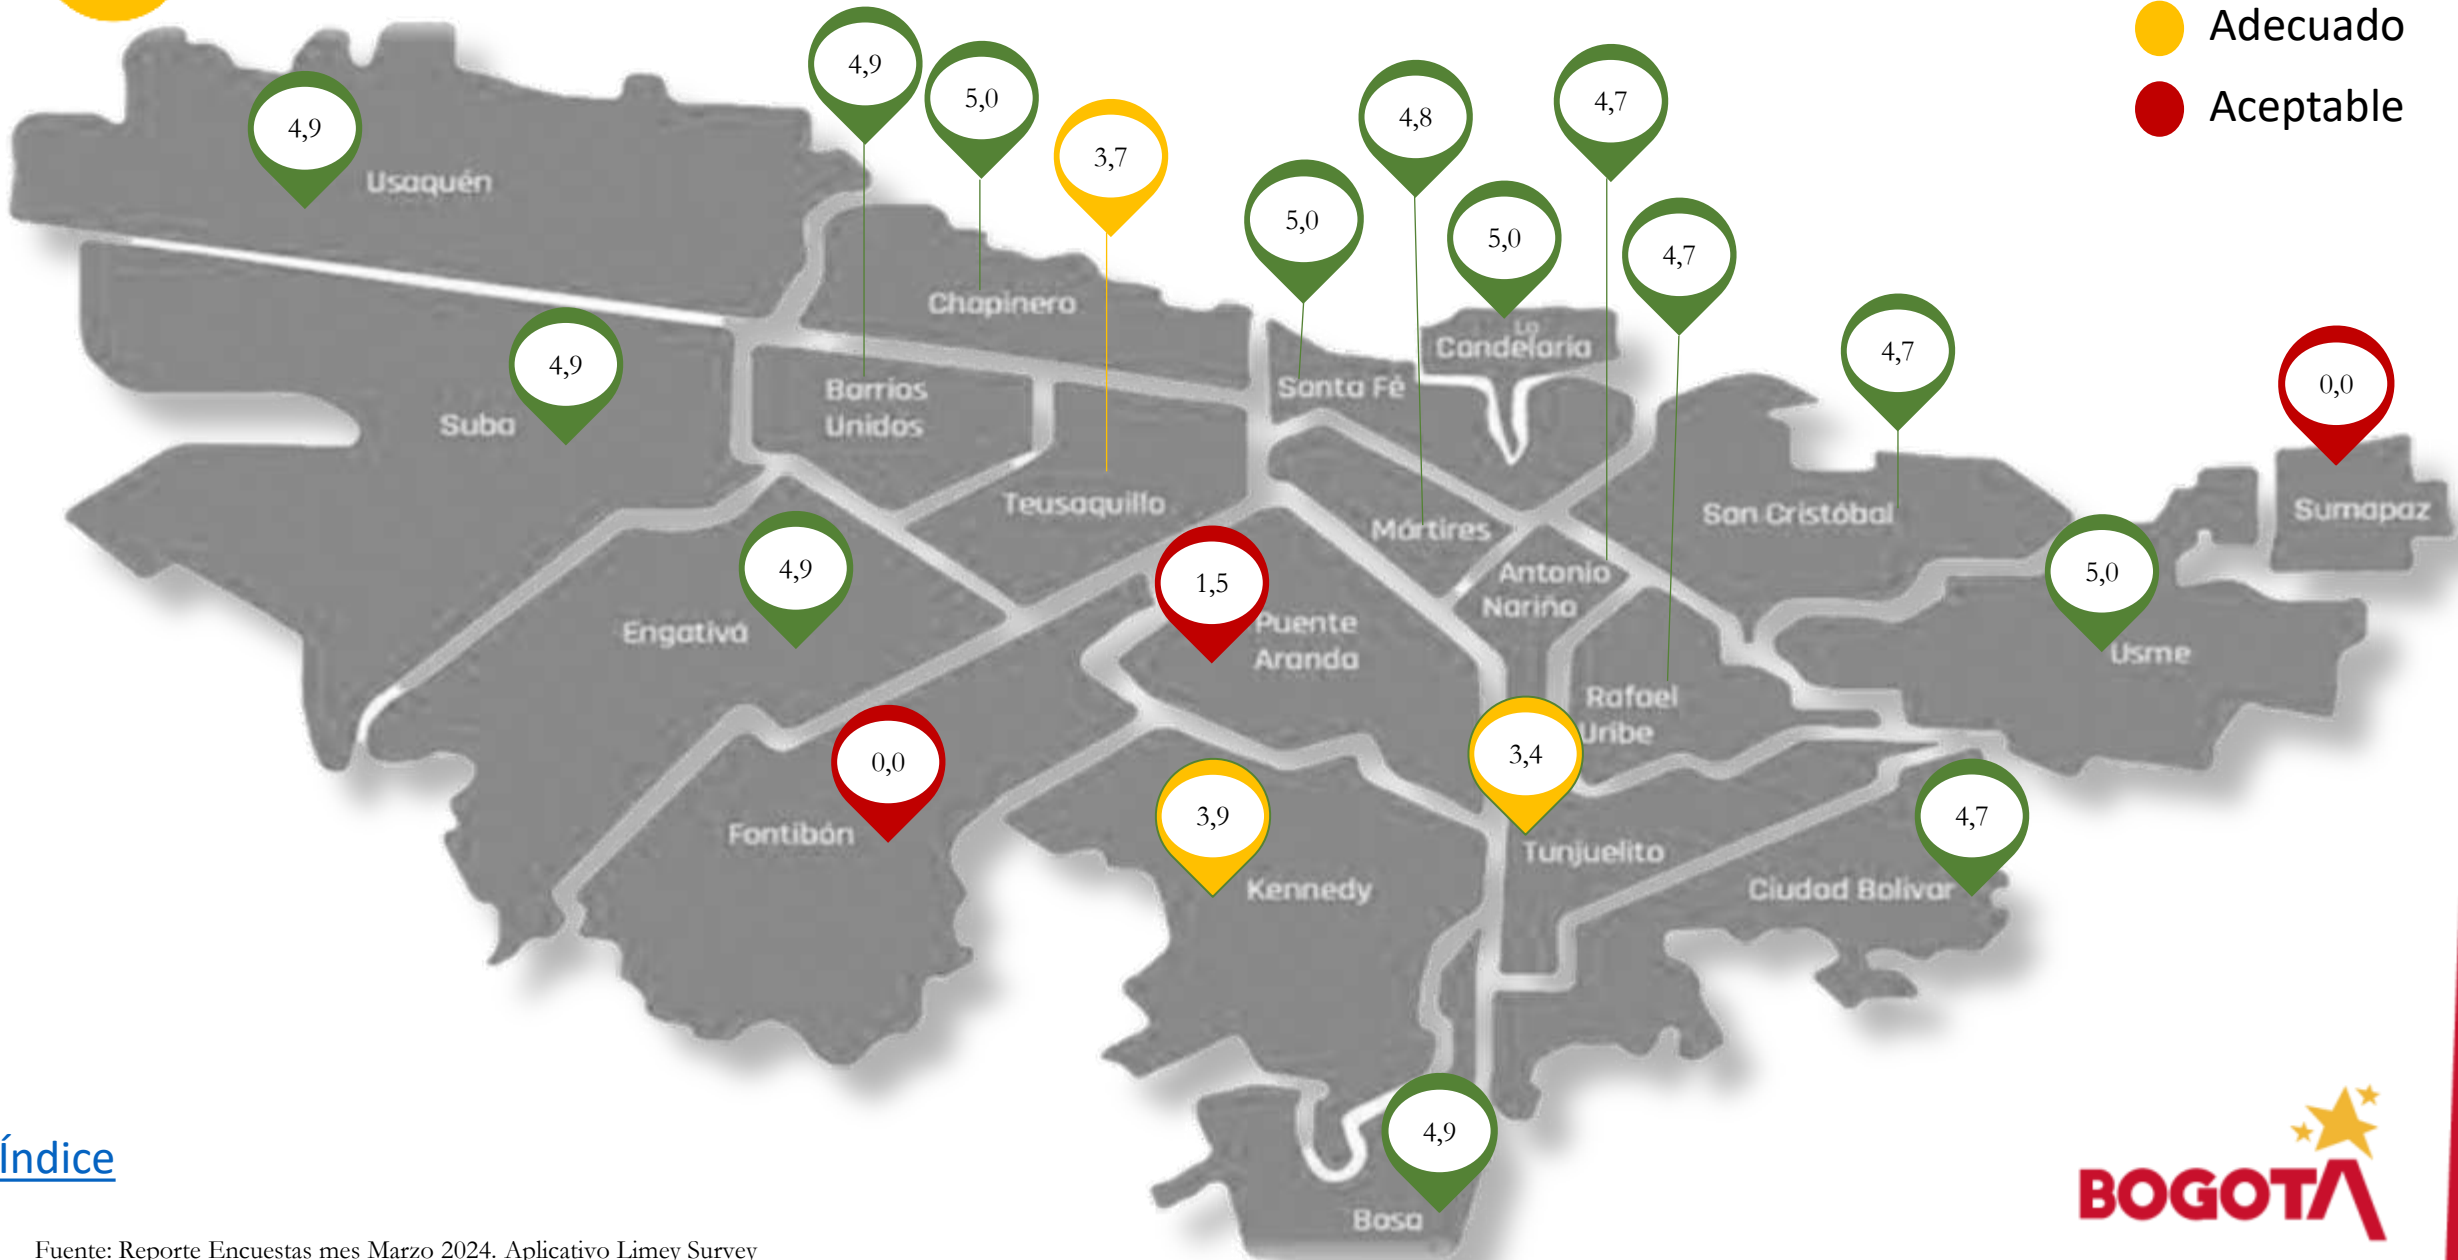 Adecuado
Aceptable
4,9
5,0
4,7
4,8
4,9
3,7
Usaquén
5,0
5,0
4,7
Chapinero
La
Candelaria
4,7
4,9
0,0
Barrios
Unidos
Santa Fé
Suba
Teusaquillo
Mártires
San Cristóbal
Sumapaz
4,9
1,5
Antonio
Nariño
5,0
Engativá
Puente
Aranda
Usme
Rafael
Uribe
0,0
3,4
Fontibón
3,9
4,7
Tunjuelito
Kennedy
Ciudad Bolivar
4,9
Índice
BOGOTA
Bosa
Fuente: Reporte Encuestas mes Marzo 2024. Aplicativo Limey Survey